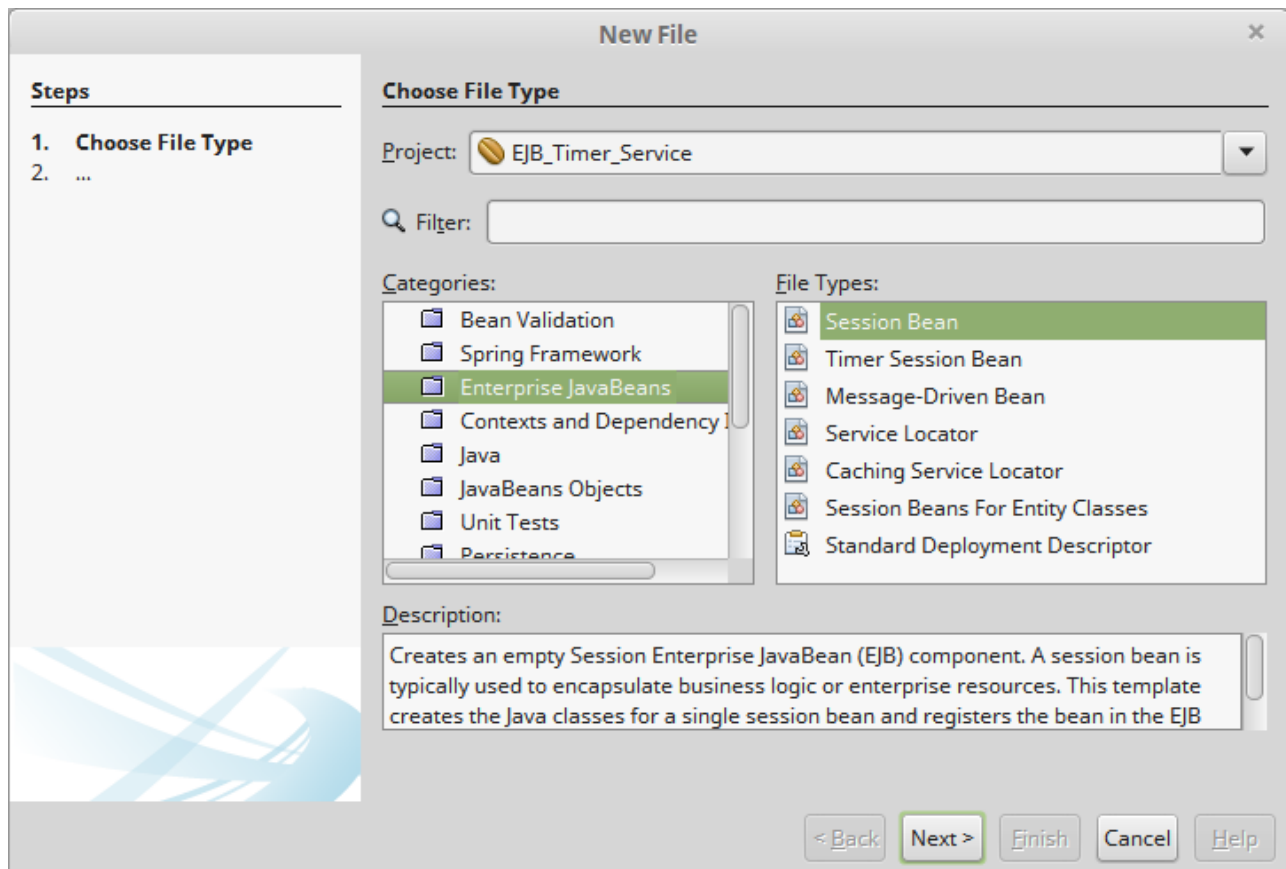 New File
Steps
1. Choose File Type
2. ...
Choose File Type
Project: EJB_Timer_Service
Filter:
Categories:
Bean Validation
Spring Framework
Enterprise JavaBeans
Contexts and Dependency I
Java
JavaBeans Objects
Unit Tests
Persistence
File Types:
Session Bean
Timer Session Bean
Message-Driven Bean
Service Locator
Caching Service Locator
Session Beans For Entity Classes
Standard Deployment Descriptor
Description:
Creates an empty Session Enterprise JavaBean (EJB) component. A session bean is
typically used to encapsulate business logic or enterprise resources. This template
creates the Java classes for a single session bean and registers the bean in the EJB
< Back Next > Finish Cancel Help